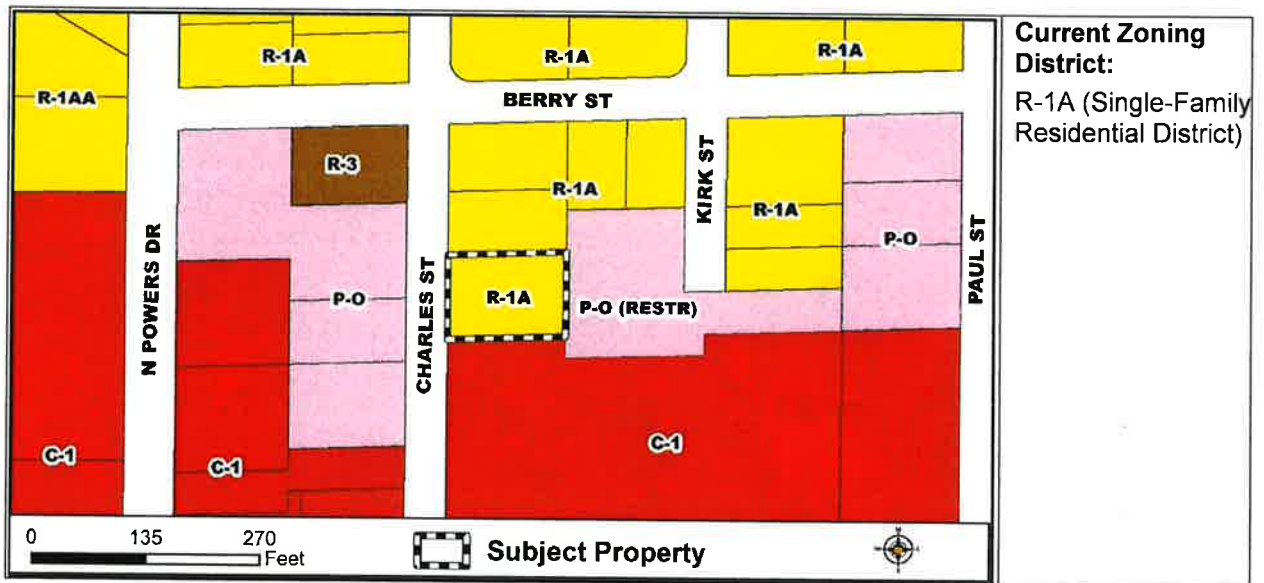 Current Zoning
District:
R-1A (Single-Family
Residential District)
R-1A
R-1A
R-1A
R-1AA
BERRY ST
R-3
R-1A
KIRK ST
R-1A
P-O
PAUL ST
N POWERS DR
P-O
CHARLES ST
R-1A
P-O (RESTR)
C-1
C-1
C-1
0 135 270
Feet
Subject Property